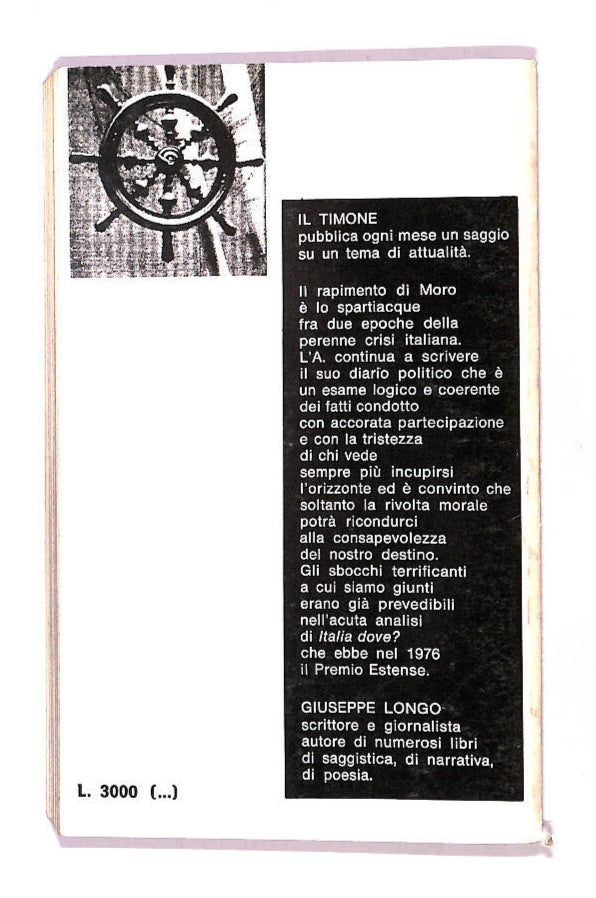 IL TIMONE
pubblica ogni mese un saggio
su un tema di attualità.
Il rapimento di Moro
è lo spartiacque
fra due epoche della
perenne crisi italiana.
L'A. continua a scrivere
il suo diario politico che è
un esame logico e coerente
dei fatti condotto
con accorata partecipazione
e con la tristezza
di chi vede
sempre più incupirsi
l'orizzonte ed è convinto che
soltanto la rivolta morale
potrà ricondurci
alla consapevolezza
del nostro destino.
Gli sbocchi terrificanti
a cui siamo giunti
erano già prevedibili
nell'acuta analisi
di Italia dove?
che ebbe nel 1976
il Premio Estense.
GIUSEPPE LONGO
scrittore e giornalista
autore di numerosi libri
di saggistica, di narrativa,
di poesia.
L. 3000 (...)